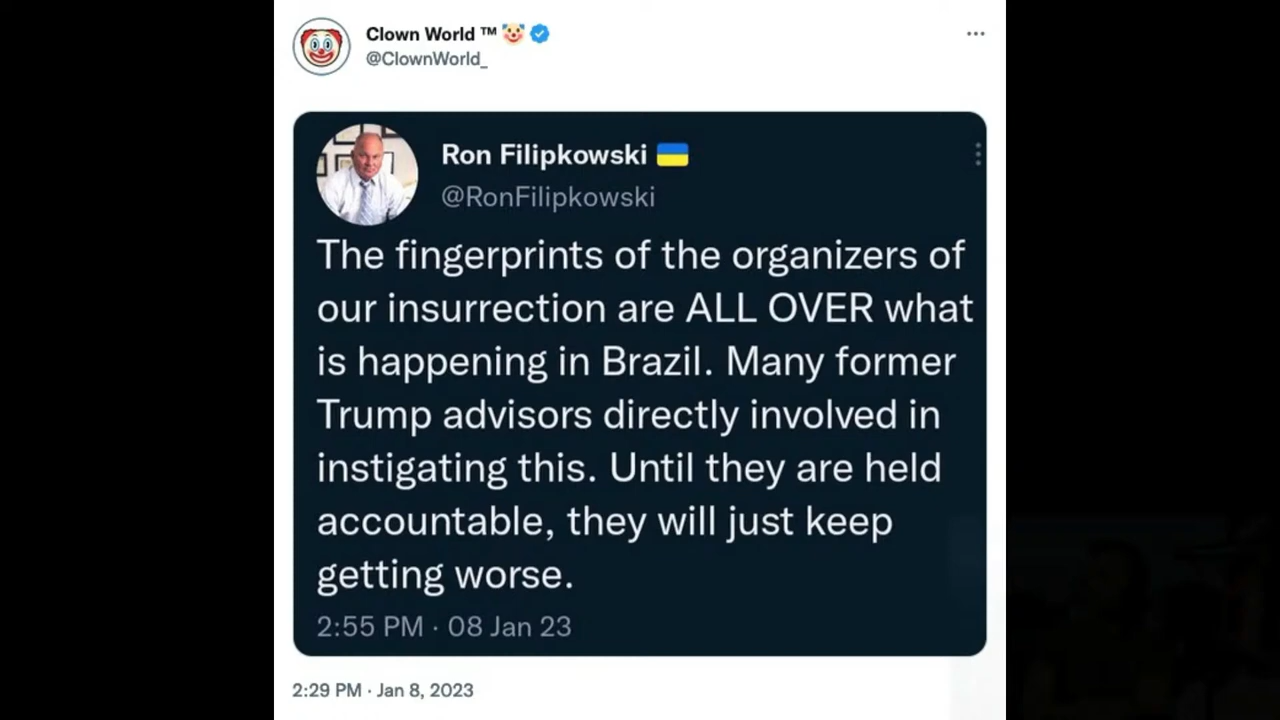 Clown World ™ 🤡
@ClownWorld_
Ron Filipkowski 🇺🇦
@RonFilipkowski
The fingerprints of the organizers of
our insurrection are ALL OVER what
is happening in Brazil. Many former
Trump advisors directly involved in
instigating this. Until they are held
accountable, they will just keep
getting worse.
2:55 PM · 08 Jan 23
2:29 PM · Jan 8, 2023